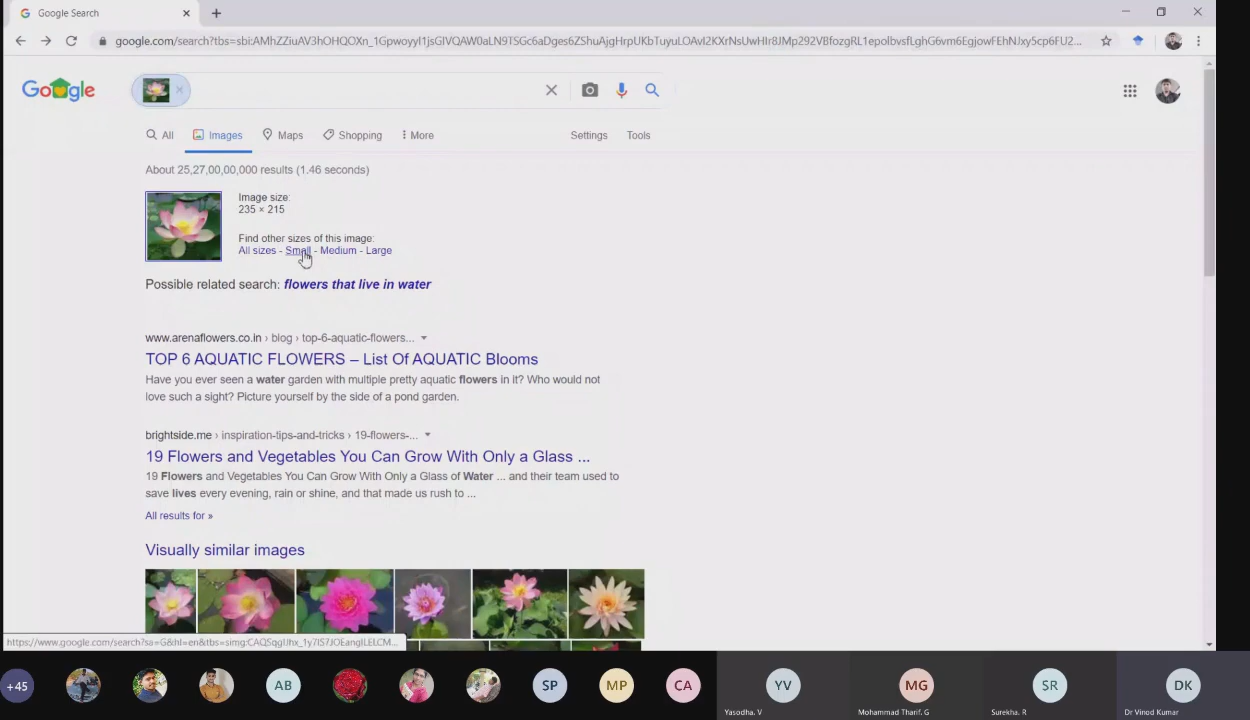 Google Search
google.com/search?tbs=sbi:
Google
All Images Maps Shopping More Settings Tools
About 25,27,00,00,000 results (1.46 seconds)
Image size:
235 × 215
Find other sizes of this image:
All sizes - Small - Medium - Large
Possible related search: flowers that live in water
www.arenaflowers.co.in › blog › top-6-aquatic-flowers...
TOP 6 AQUATIC FLOWERS – List Of AQUATIC Blooms
Have you ever seen a water garden with multiple pretty aquatic flowers in it? Who would not
love such a sight? Picture yourself by the side of a pond garden.
brightside.me › inspiration-tips-and-tricks › 19-flowers-...
19 Flowers and Vegetables You Can Grow With Only a Glass ...
19 Flowers and Vegetables You Can Grow With Only a Glass of Water ... and their team used to
save lives every evening, rain or shine, and that made us rush to ...
All results for »
Visually similar images
+45 AB SP MP CA YV MG SR DK
Yasodha. V Mohammad Tharif. G Surekha. R Dr Vinod Kumar